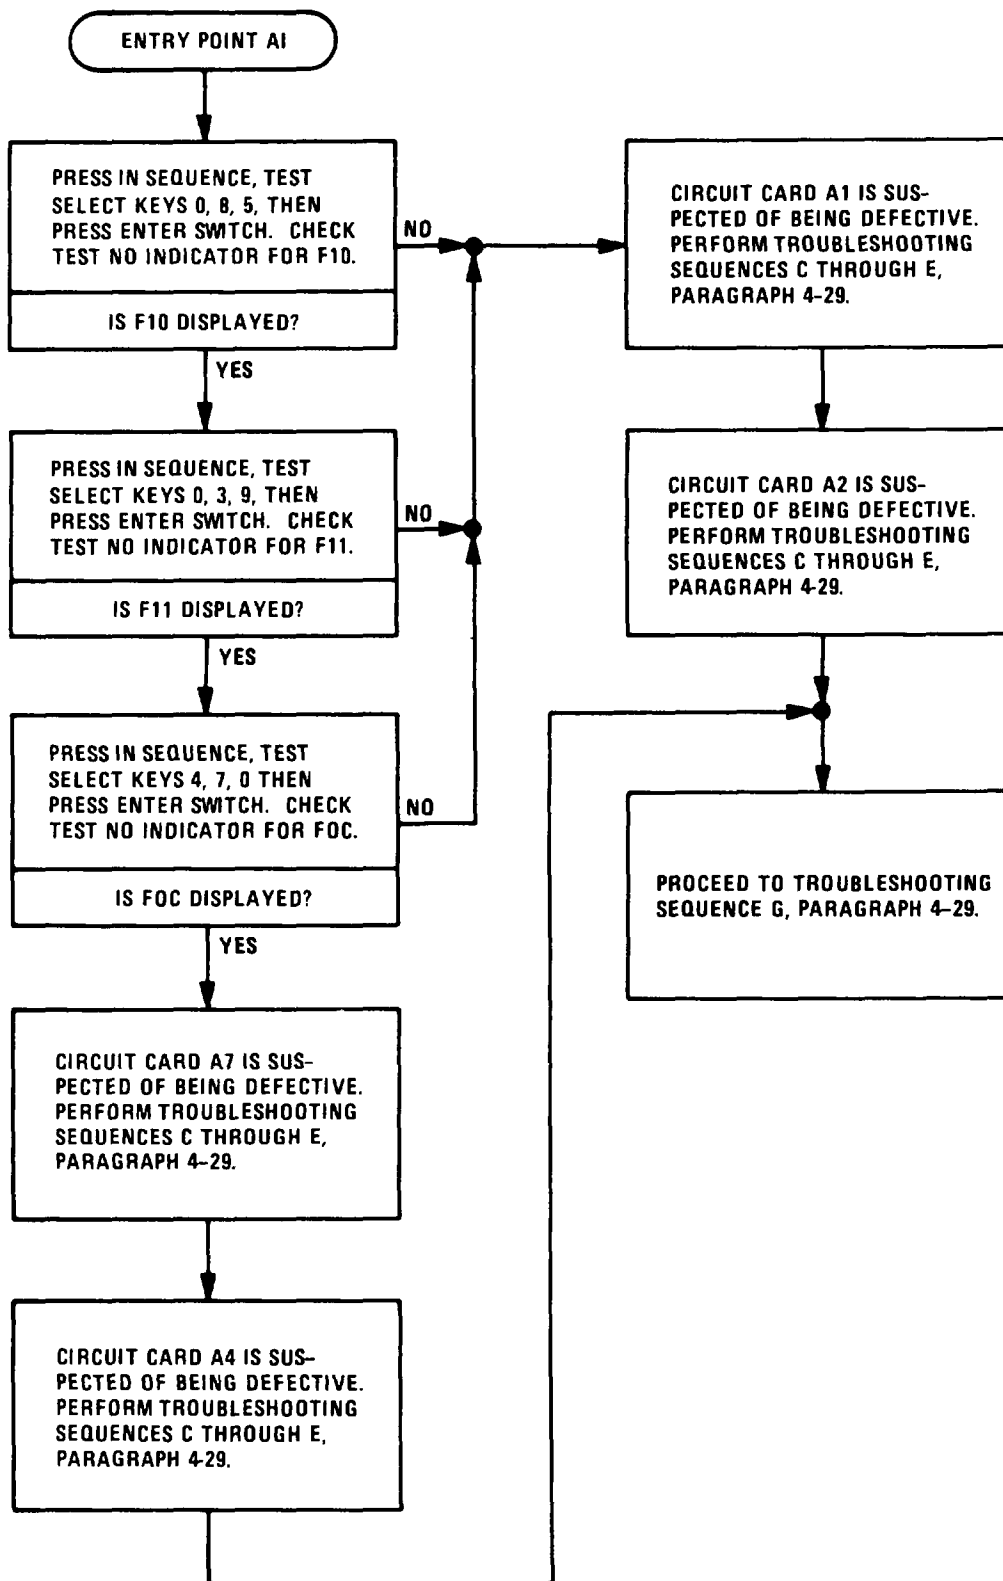 ENTRY POINT AI
PRESS IN SEQUENCE, TEST
SELECT KEYS 0, 8, 5, THEN
PRESS ENTER SWITCH. CHECK
TEST NO INDICATOR FOR F10.
IS F10 DISPLAYED?
NO
YES
PRESS IN SEQUENCE, TEST
SELECT KEYS 0, 3, 9, THEN
PRESS ENTER SWITCH. CHECK
TEST NO INDICATOR FOR F11.
IS F11 DISPLAYED?
NO
YES
PRESS IN SEQUENCE, TEST
SELECT KEYS 4, 7, 0 THEN
PRESS ENTER SWITCH. CHECK
TEST NO INDICATOR FOR FOC.
IS FOC DISPLAYED?
NO
YES
CIRCUIT CARD A7 IS SUS-
PECTED OF BEING DEFECTIVE.
PERFORM TROUBLESHOOTING
SEQUENCES C THROUGH E,
PARAGRAPH 4-29.
CIRCUIT CARD A4 IS SUS-
PECTED OF BEING DEFECTIVE.
PERFORM TROUBLESHOOTING
SEQUENCES C THROUGH E,
PARAGRAPH 4-29.
CIRCUIT CARD A1 IS SUS-
PECTED OF BEING DEFECTIVE.
PERFORM TROUBLESHOOTING
SEQUENCES C THROUGH E,
PARAGRAPH 4-29.
CIRCUIT CARD A2 IS SUS-
PECTED OF BEING DEFECTIVE.
PERFORM TROUBLESHOOTING
SEQUENCES C THROUGH E,
PARAGRAPH 4-29.
PROCEED TO TROUBLESHOOTING
SEQUENCE G, PARAGRAPH 4-29.